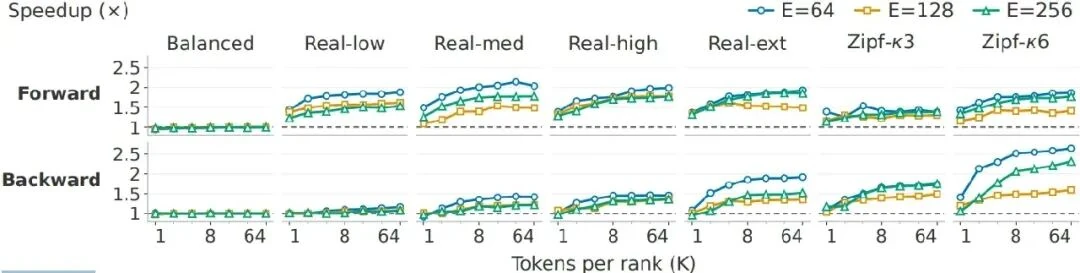 Speedup (×) E=64 E=128 E=256
Balanced Real-low Real-med Real-high Real-ext Zipf-κ3 Zipf-κ6
2.5
Forward 2
1.5
1
2.5
Backward 2
1.5
1
1 8 64 1 8 64 1 8 64 1 8 64 1 8 64 1 8 64 1 8 64
Tokens per rank (K)